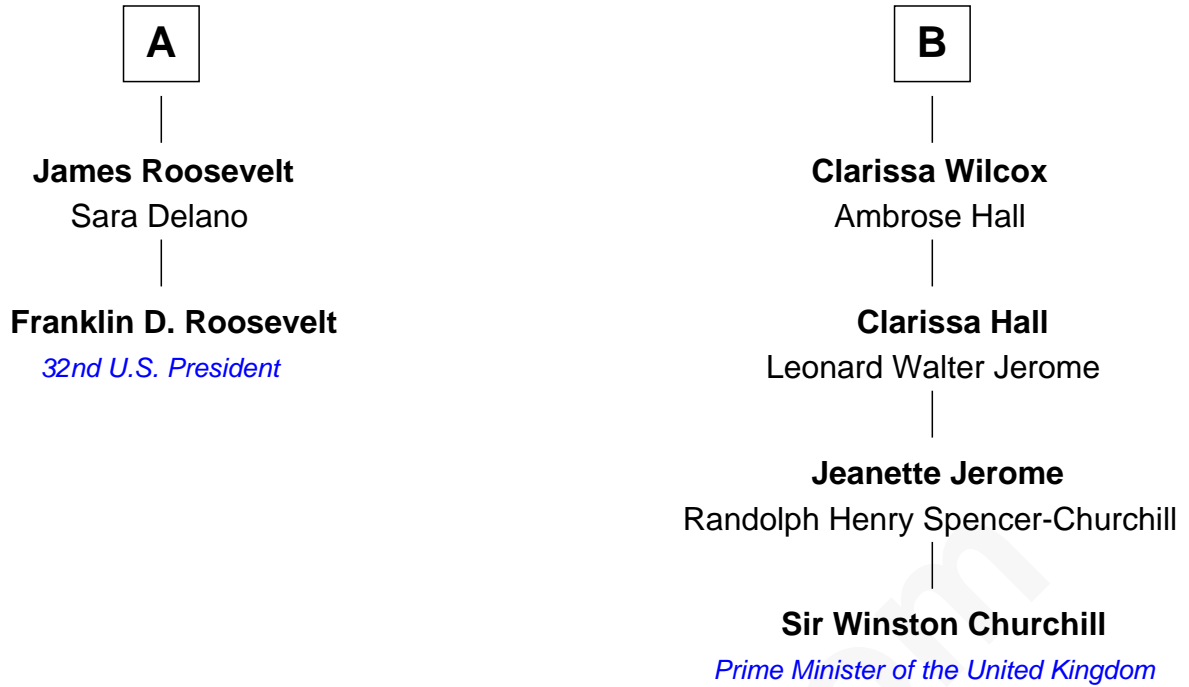 A
James Roosevelt
Sara Delano
Franklin D. Roosevelt
32nd U.S. President
B
Clarissa Wilcox
Ambrose Hall
Clarissa Hall
Leonard Walter Jerome
Jeanette Jerome
Randolph Henry Spencer-Churchill
Sir Winston Churchill
Prime Minister of the United Kingdom